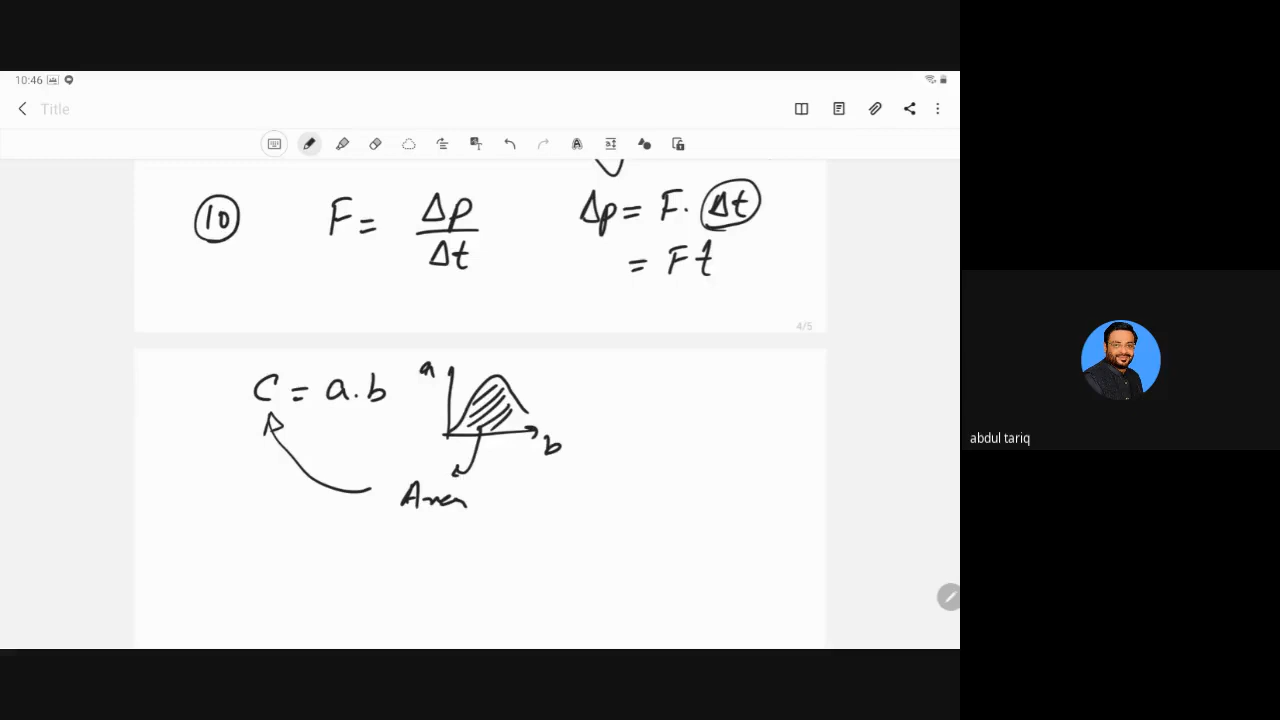 10:46
Title
10 F = Δp / Δt Δp = F. Δt
= Ft
4/5
C = a.b a
b
Area
abdul tariq